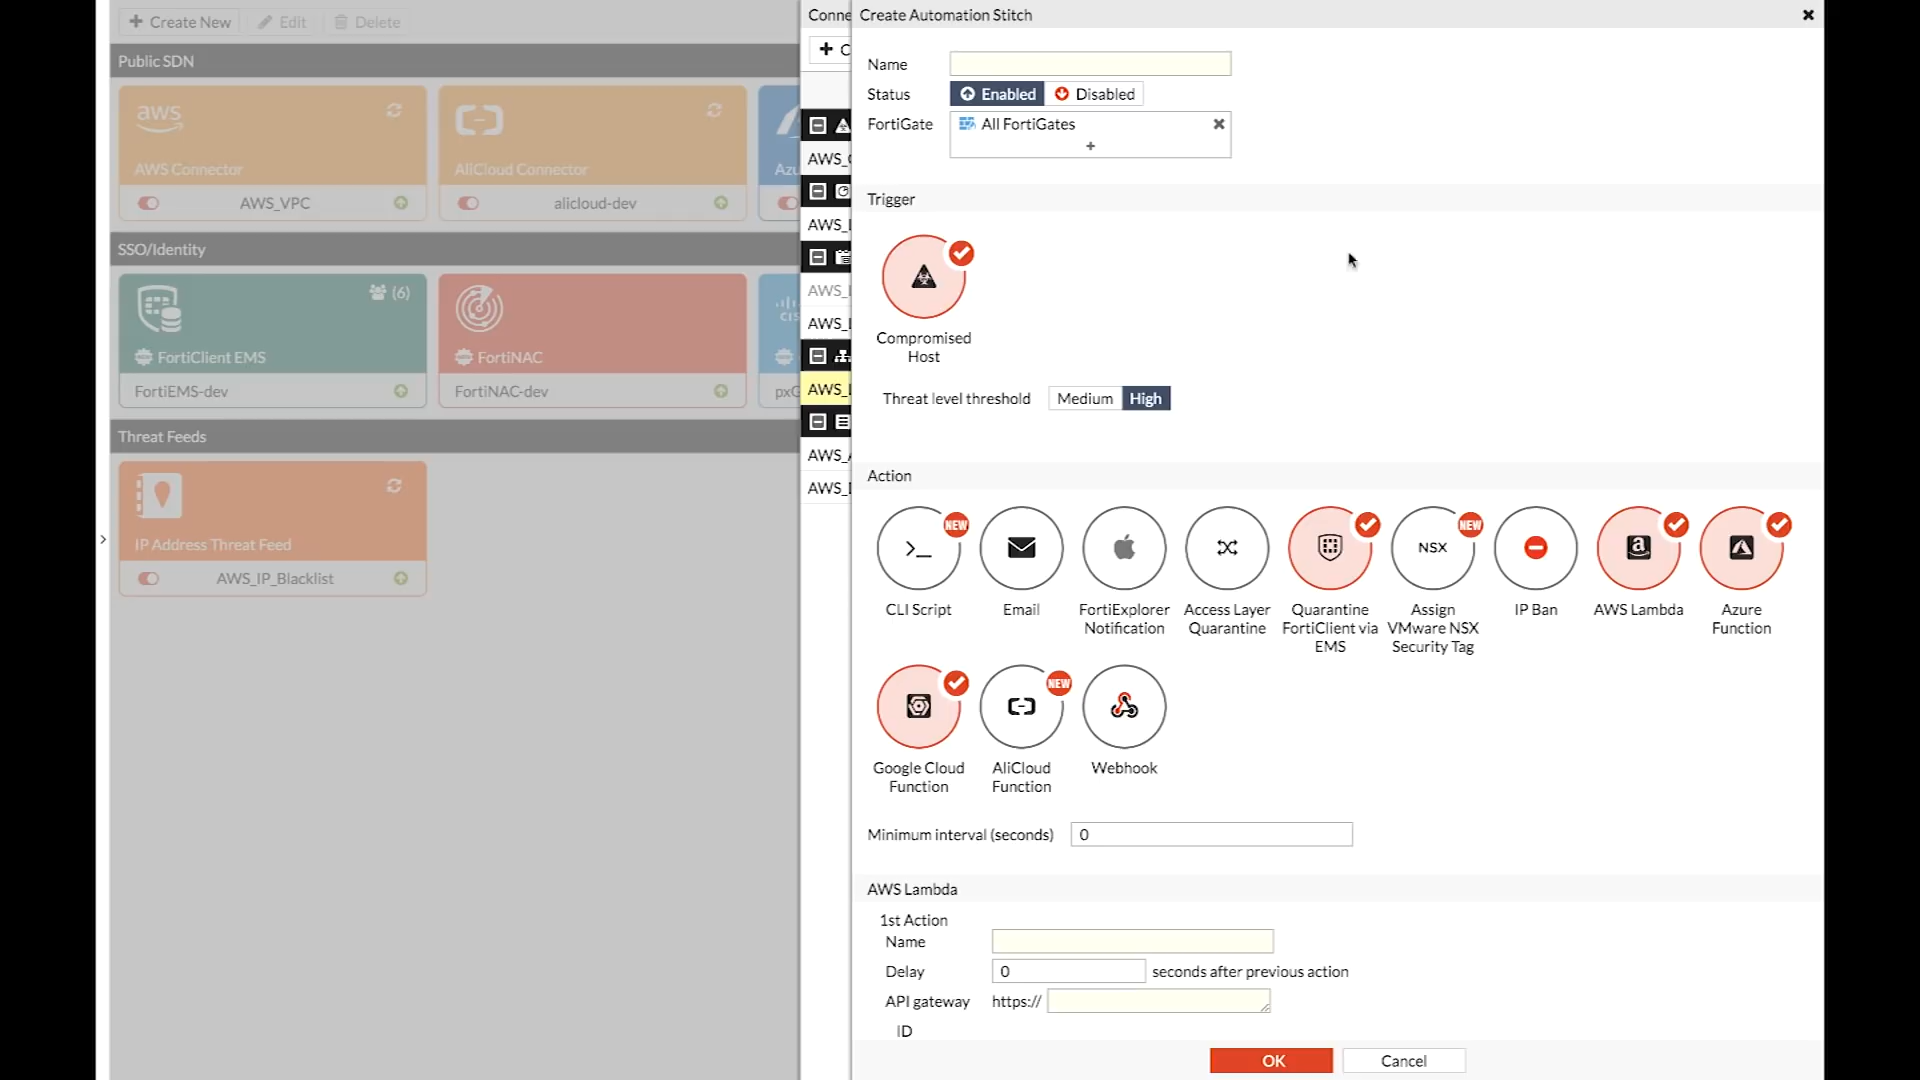 Create New
Edit
Delete
Public SDN
aws
AWS Connector
AWS_VPC
AliCloud Connector
alicloud-dev
SSO/Identity
(6)
FortiClient EMS
FortiEMS-dev
FortiNAC
FortiNAC-dev
Threat Feeds
IP Address Threat Feed
AWS_IP_Blacklist
Create Automation Stitch
Name
Status
Enabled
Disabled
FortiGate
All FortiGates
Trigger
Compromised
Host
Threat level threshold
Medium
High
Action
NEW
NSX
NEW
CLI Script
Email
FortiExplorer
Notification
Access Layer
Quarantine
Quarantine
FortiClient via
EMS
Assign
VMware NSX
Security Tag
IP Ban
AWS Lambda
Azure
Function
NEW
Google Cloud
Function
AliCloud
Function
Webhook
Minimum interval (seconds)
0
AWS Lambda
1st Action
Name
Delay
0
seconds after previous action
API gateway
https://
ID
OK
Cancel